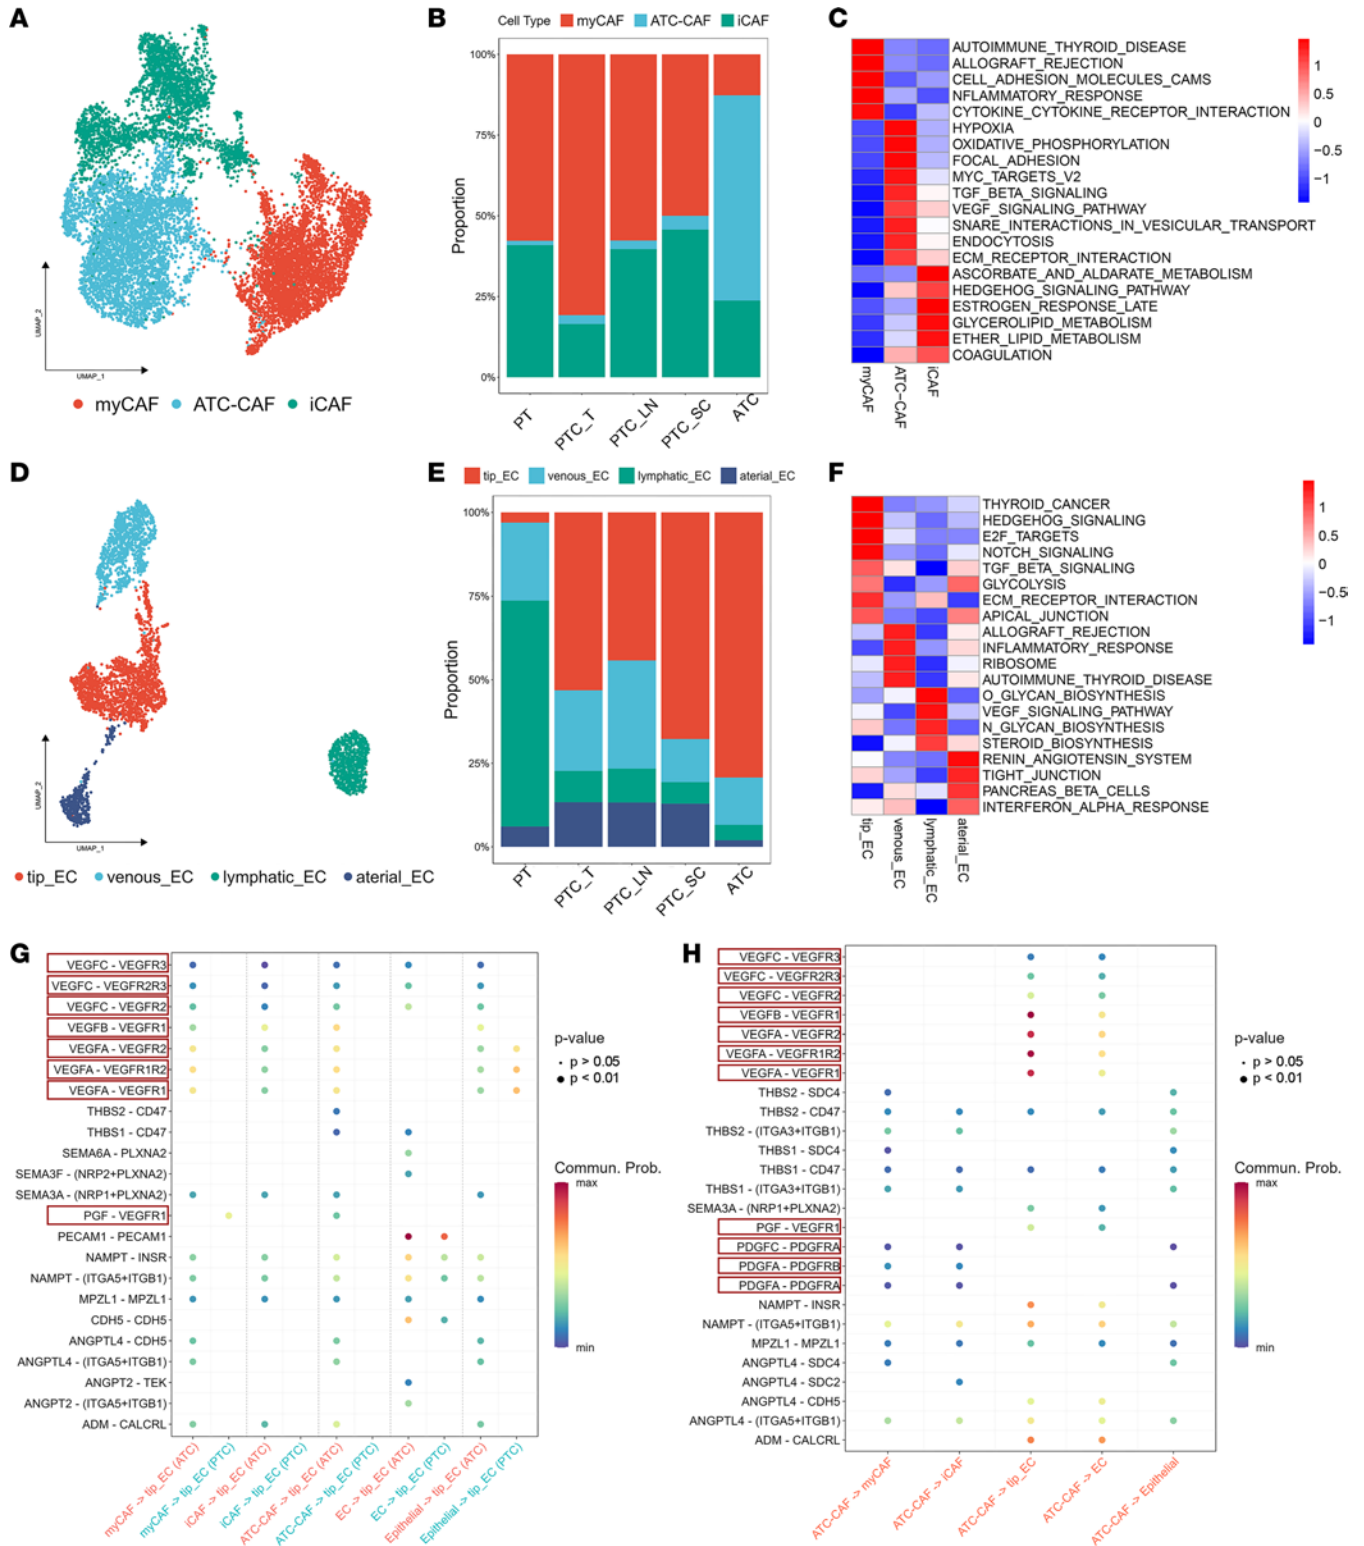 A
UMAP_2
UMAP_1
myCAF ATC-CAF iCAF
B
Cell Type myCAF ATC-CAF iCAF
100%
75%
50%
25%
0%
Proportion
PT PTC_T PTC_LN PTC_SC ATC
C
AUTOIMMUNE_THYROID_DISEASE
ALLOGRAFT_REJECTION
CELL_ADHESION_MOLECULES_CAMS
NFLAMMATORY_RESPONSE
CYTOKINE_CYTOKINE_RECEPTOR_INTERACTION
HYPOXIA
OXIDATIVE_PHOSPHORYLATION
FOCAL_ADHESION
MYC_TARGETS_V2
TGF_BETA_SIGNALING
VEGF_SIGNALING_PATHWAY
SNARE_INTERACTIONS_IN_VESICULAR_TRANSPORT
ENDOCYTOSIS
ECM_RECEPTOR_INTERACTION
ASCORBATE_AND_ALDARATE_METABOLISM
HEDGEHOG_SIGNALING_PATHWAY
ESTROGEN_RESPONSE_LATE
GLYCEROLIPID_METABOLISM
ETHER_LIPID_METABOLISM
COAGULATION
myCAF ATC-CAF iCAF
1
0.5
0
−0.5
−1
D
UMAP_2
UMAP_1
tip_EC venous_EC lymphatic_EC aterial_EC
E
tip_EC venous_EC lymphatic_EC aterial_EC
100%
75%
50%
25%
0%
Proportion
PT PTC_T PTC_LN PTC_SC ATC
F
THYROID_CANCER
HEDGEHOG_SIGNALING
E2F_TARGETS
NOTCH_SIGNALING
TGF_BETA_SIGNALING
GLYCOLYSIS
ECM_RECEPTOR_INTERACTION
APICAL_JUNCTION
ALLOGRAFT_REJECTION
INFLAMMATORY_RESPONSE
RIBOSOME
AUTOIMMUNE_THYROID_DISEASE
O_GLYCAN_BIOSYNTHESIS
VEGF_SIGNALING_PATHWAY
N_GLYCAN_BIOSYNTHESIS
STEROID_BIOSYNTHESIS
RENIN_ANGIOTENSIN_SYSTEM
TIGHT_JUNCTION
PANCREAS_BETA_CELLS
INTERFERON_ALPHA_RESPONSE
tip_EC venous_EC lymphatic_EC aterial_EC
1
0.5
0
−0.5
−1
G
VEGFC - VEGFR3
VEGFC - VEGFR2R3
VEGFC - VEGFR2
VEGFB - VEGFR1
VEGFA - VEGFR2
VEGFA - VEGFR1R2
VEGFA - VEGFR1
THBS2 - CD47
THBS1 - CD47
SEMA6A - PLXNA2
SEMA3F - (NRP2+PLXNA2)
SEMA3A - (NRP1+PLXNA2)
PGF - VEGFR1
PECAM1 - PECAM1
NAMPT - INSR
NAMPT - (ITGA5+ITGB1)
MPZL1 - MPZL1
CDH5 - CDH5
ANGPTL4 - CDH5
ANGPTL4 - (ITGA5+ITGB1)
ANGPT2 - TEK
ANGPT2 - (ITGA5+ITGB1)
ADM - CALCRL
myCAF -> tip_EC (ATC)
myCAF -> tip_EC (PTC)
iCAF -> tip_EC (ATC)
iCAF -> tip_EC (PTC)
ATC-CAF -> tip_EC (ATC)
ATC-CAF -> tip_EC (PTC)
EC -> tip_EC (ATC)
EC -> tip_EC (PTC)
Epithelial -> tip_EC (ATC)
Epithelial -> tip_EC (PTC)
p-value
p > 0.05
p < 0.01
Commun. Prob.
max
min
H
VEGFC - VEGFR3
VEGFC - VEGFR2R3
VEGFC - VEGFR2
VEGFB - VEGFR1
VEGFA - VEGFR2
VEGFA - VEGFR1R2
VEGFA - VEGFR1
THBS2 - SDC4
THBS2 - CD47
THBS2 - (ITGA3+ITGB1)
THBS1 - SDC4
THBS1 - CD47
THBS1 - (ITGA3+ITGB1)
SEMA3A - (NRP1+PLXNA2)
PGF - VEGFR1
PDGFC - PDGFRA
PDGFA - PDGFRB
PDGFA - PDGFRA
NAMPT - INSR
NAMPT - (ITGA5+ITGB1)
MPZL1 - MPZL1
ANGPTL4 - SDC4
ANGPTL4 - SDC2
ANGPTL4 - CDH5
ANGPTL4 - (ITGA5+ITGB1)
ADM - CALCRL
ATC-CAF -> myCAF
ATC-CAF -> iCAF
ATC-CAF -> tip_EC
ATC-CAF -> EC
ATC-CAF -> Epithelial
p-value
p > 0.05
p < 0.01
Commun. Prob.
max
min